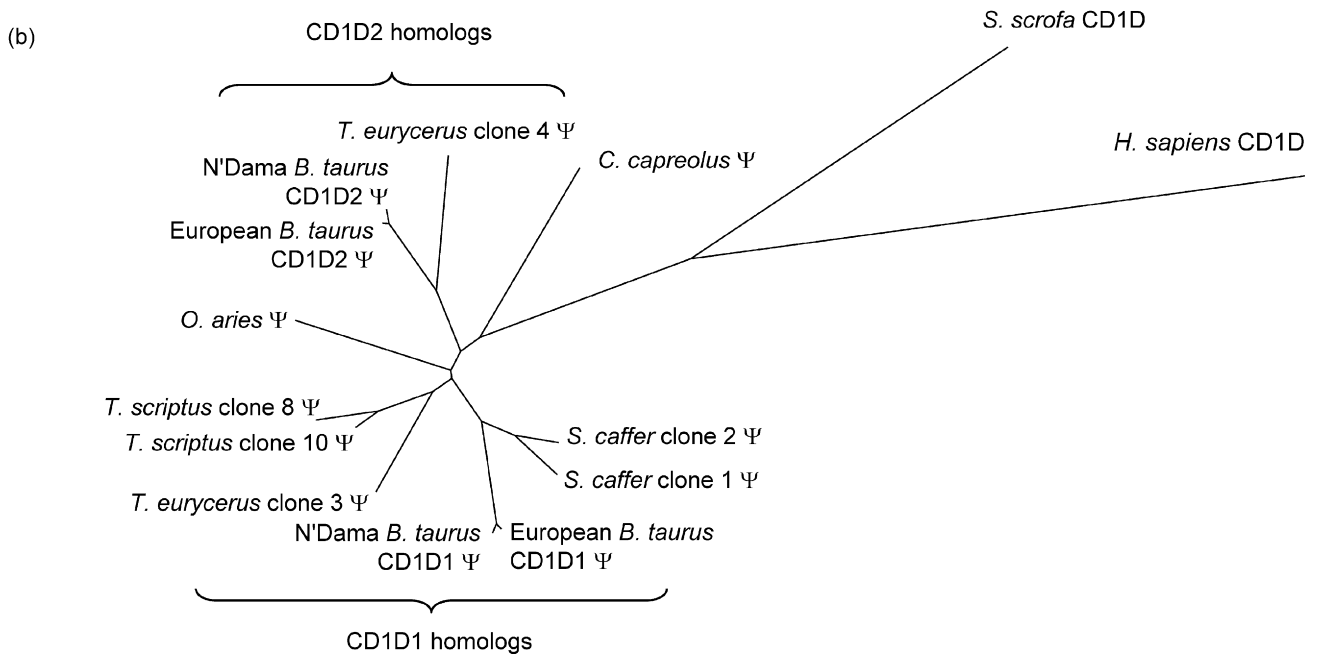 (b)
CD1D2 homologs
S. scrofa CD1D
T. eurycerus clone 4 Ψ
H. sapiens CD1D
N'Dama B. taurus
CD1D2 Ψ
C. capreolus Ψ
European B. taurus
CD1D2 Ψ
O. aries Ψ
T. scriptus clone 8 Ψ
T. scriptus clone 10 Ψ
S. caffer clone 2 Ψ
S. caffer clone 1 Ψ
T. eurycerus clone 3 Ψ
N'Dama B. taurus
CD1D1 Ψ
European B. taurus
CD1D1 Ψ
CD1D1 homologs